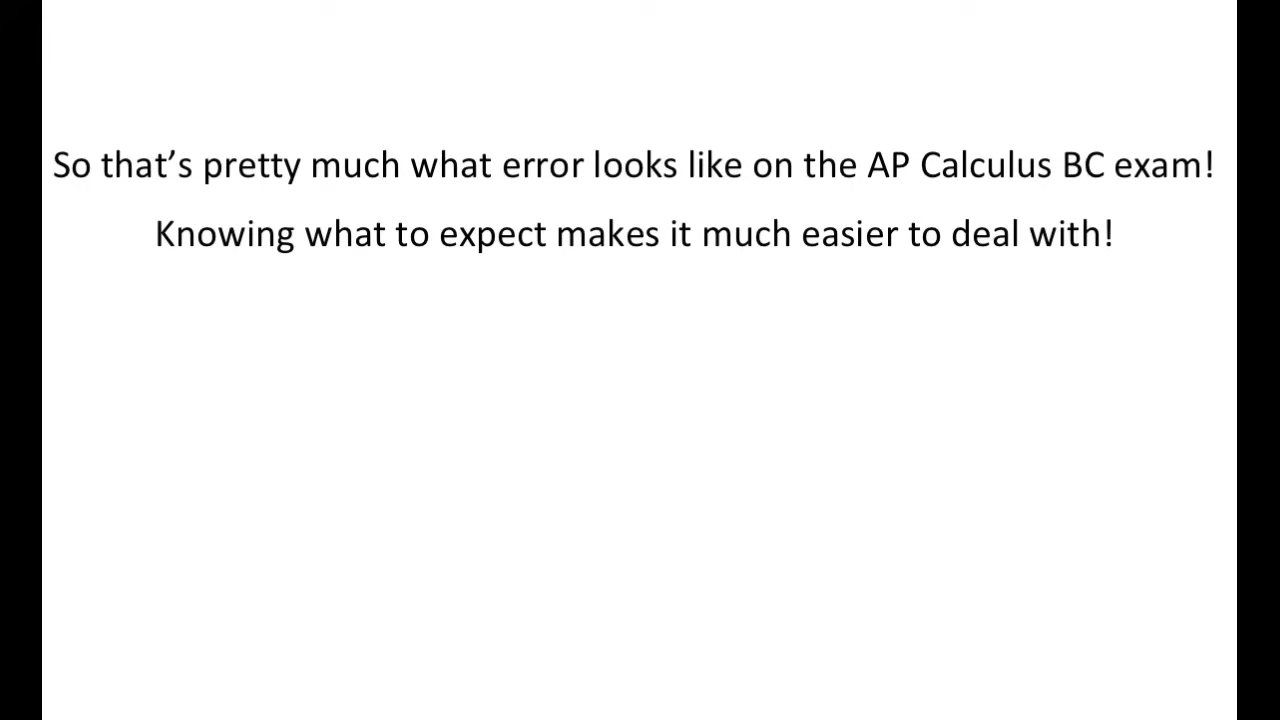 So that’s pretty much what error looks like on the AP Calculus BC exam!
Knowing what to expect makes it much easier to deal with!